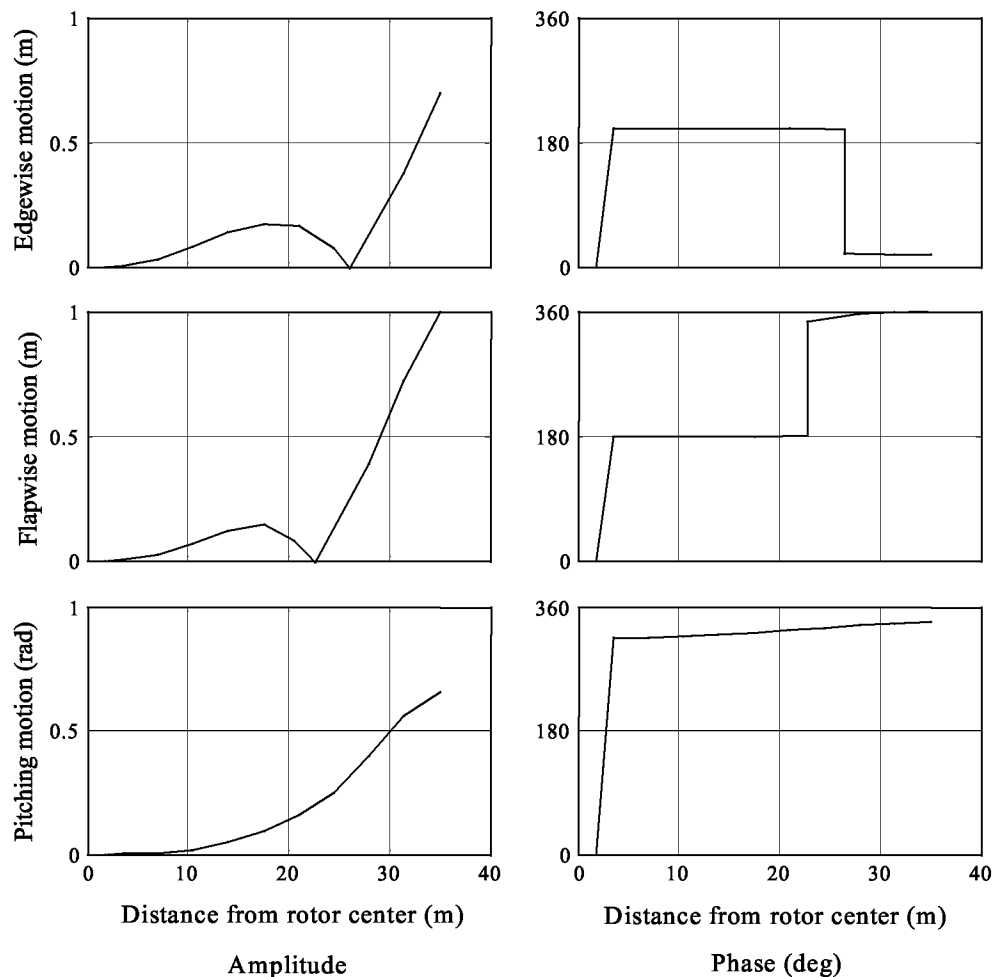 Edgewise motion (m)
1
0.5
0
360
180
0
Flapwise motion (m)
1
0.5
0
360
180
0
Pitching motion (rad)
1
0.5
0
360
180
0
0 10 20 30 40
0 10 20 30 40
Distance from rotor center (m)
Distance from rotor center (m)
Amplitude
Phase (deg)